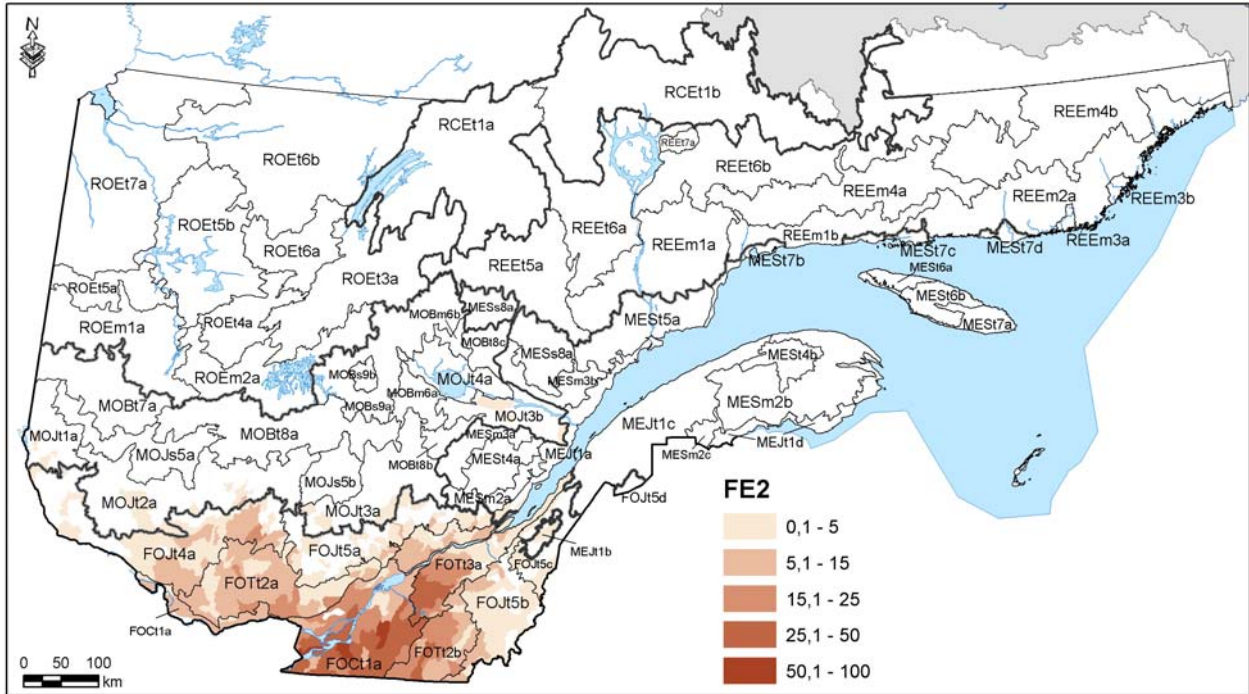 N
RCEt1b
RCEt1a
REEm4b
REEt7a
ROEt6b
REEt6b
ROEt7a
REEm4a
REEm2a
REEm3b
ROEt5b
REEt6a
REEm1a
REEm1b
MESt7c
MESt7d
REEm3a
ROEt6a
MESt7b
MESt6a
REEt5a
ROEt3a
ROEt5a
MESt6b
MESt7a
ROEm1a
ROEt4a
MOBm6b
MESs8a
MESt5a
MOBt8c
MESs8a
MESt4b
ROEm2a
MOBs9b
MOJt4a
MESm3b
MOBm6a
MESm2b
MOBt7a
MOBs9a
MOJt3b
MEJt1c
MOJt1a
MOBt8a
MESm3a
MEJt1d
MOJs5a
MEJt1a
MESm2c
MESt4a
MOBt8b
MOJs5b
FOJt5d
MOJt2a
MESm2a
MOJt3a
MEJt1b
FOJt4a
FOJt5a
FOTt3a
FOJt5c
FOTt2a
FOJt5b
FOCt1a
FOTt2b
FOCt1a
FE2
0,1 - 5
5,1 - 15
15,1 - 25
25,1 - 50
50,1 - 100
0 50 100
km